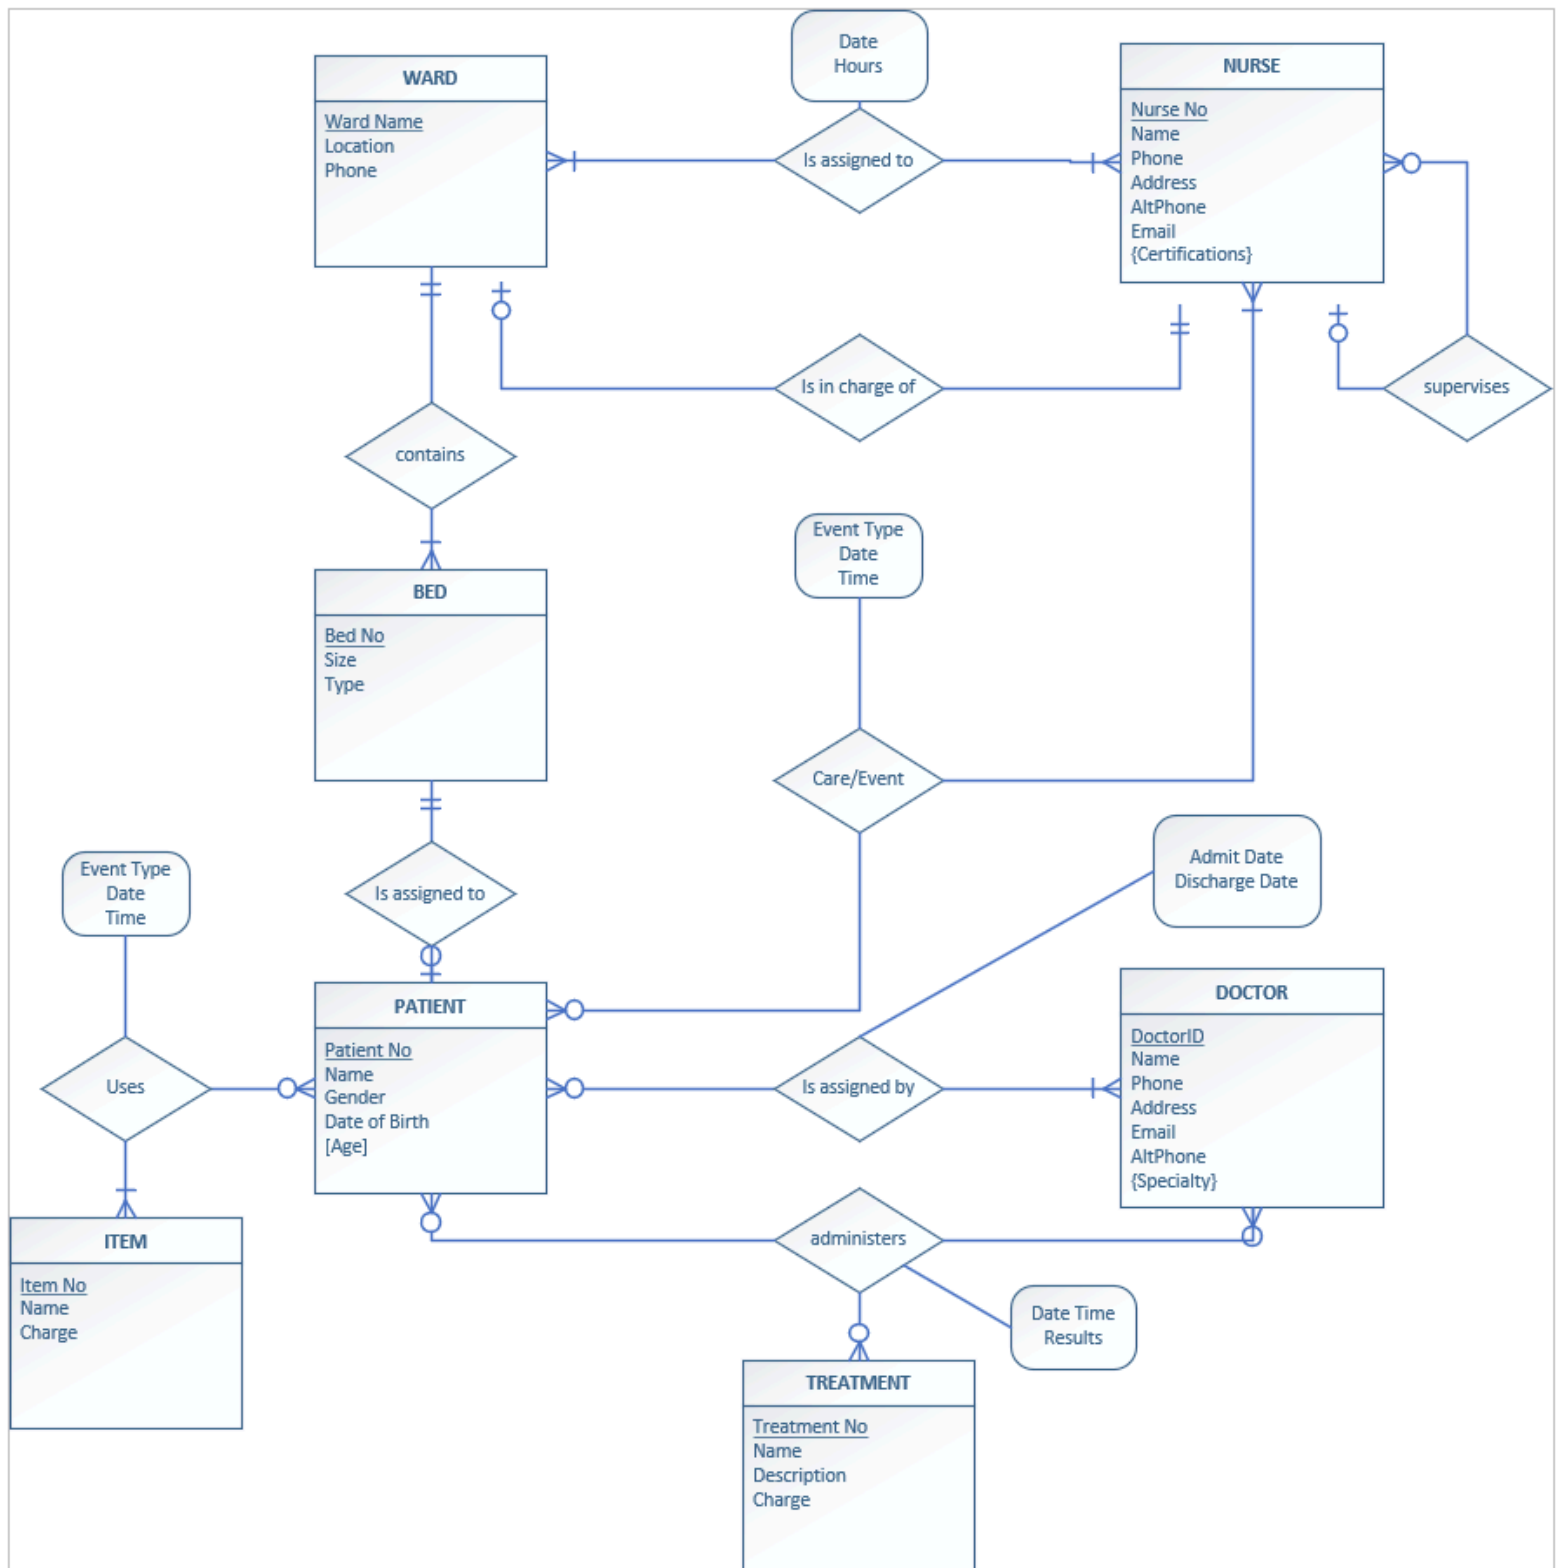 Date
Hours
WARD
Ward Name
Location
Phone
Is assigned to
NURSE
Nurse No
Name
Phone
Address
AltPhone
Email
{Certifications}
Is in charge of
supervises
contains
Event Type
Date
Time
BED
Bed No
Size
Type
Care/Event
Admit Date
Discharge Date
Event Type
Date
Time
Is assigned to
PATIENT
Patient No
Name
Gender
Date of Birth
[Age]
Uses
Is assigned by
DOCTOR
DoctorID
Name
Phone
Address
Email
AltPhone
{Specialty}
ITEM
Item No
Name
Charge
administers
Date Time
Results
TREATMENT
Treatment No
Name
Description
Charge